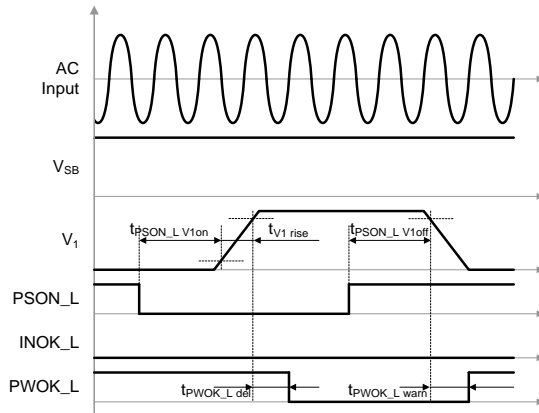 AC
Input
VSB
V1
tPSON_L V1on
tV1 rise
tPSON_L V1off
PSON_L
INOK_L
PWOK_L
tPWOK_L del
tPWOK_L warn